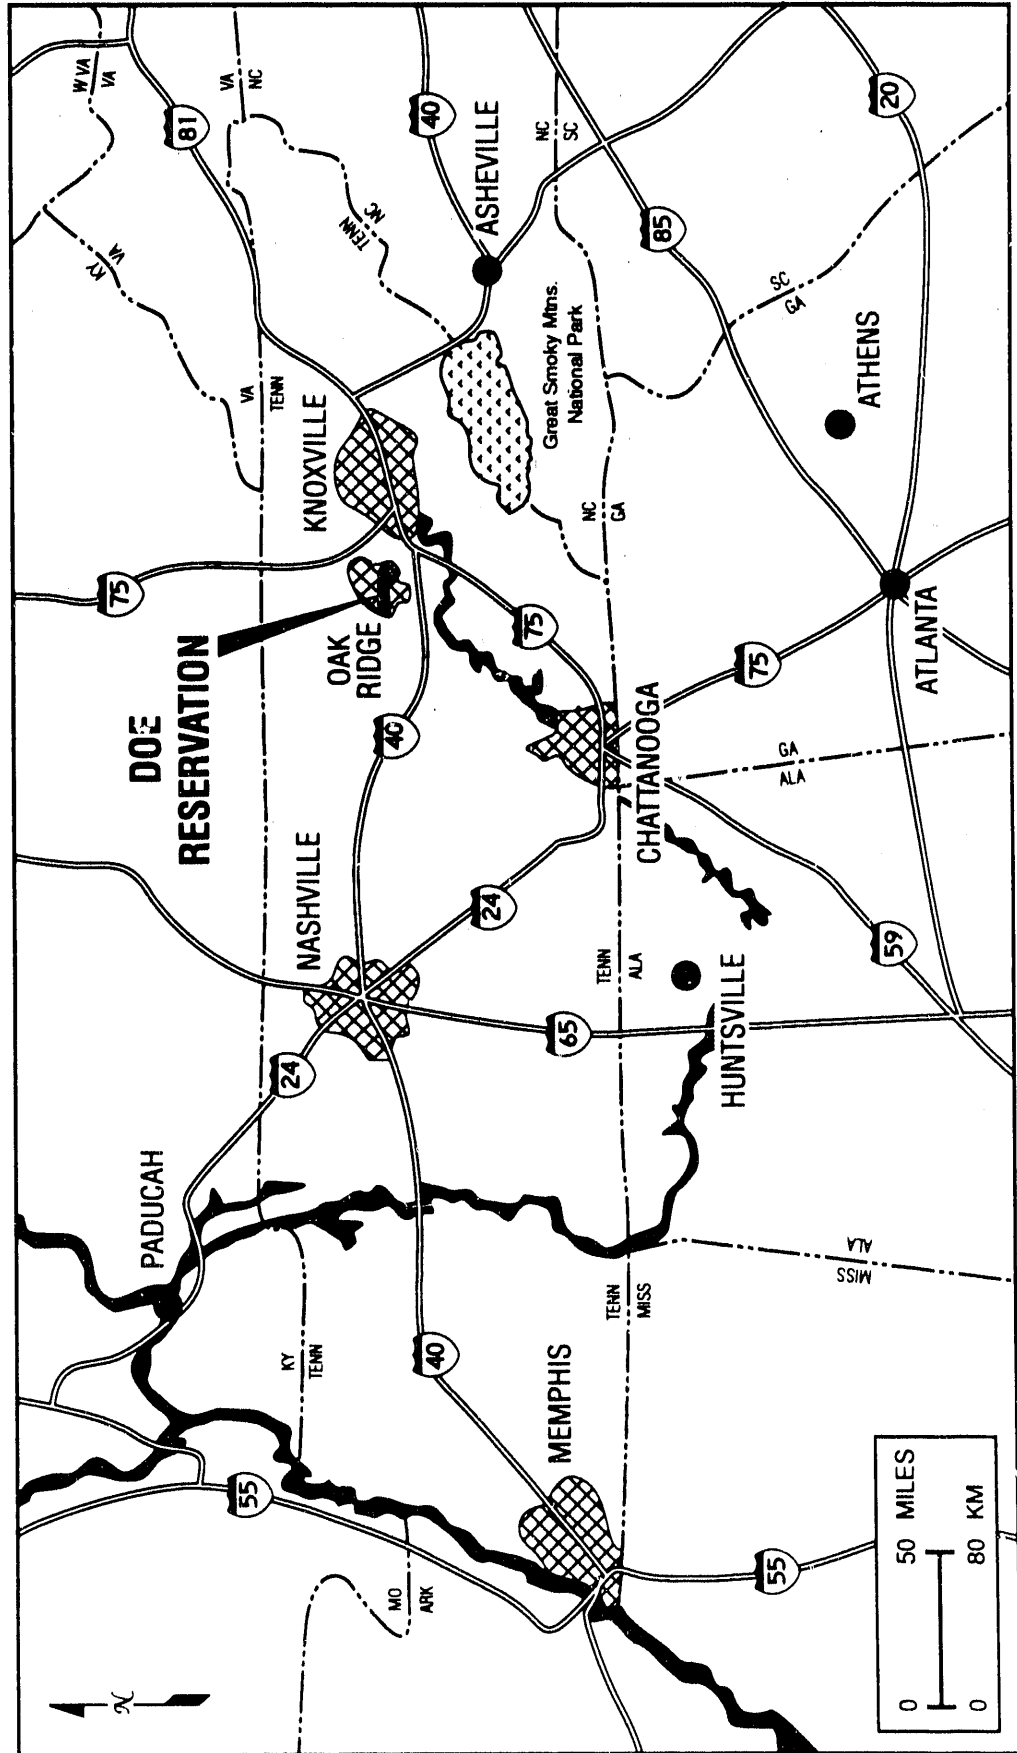 W VA
VA
VA
NC
81
40
20
KY
VA
TENN
NC
ASHEVILLE
NC
SC
85
VA
TENN
KNOXVILLE
Great Smoky Mtns.
National Park
SC
GA
ATHENS
75
DOE
RESERVATION
OAK
RIDGE
NC
GA
75
75
ATLANTA
40
CHATTANOOGA
GA
ALA
NASHVILLE
24
TENN
ALA
59
24
65
HUNTSVILLE
PADUCAH
ALA
MISS
KY
TENN
40
TENN
MISS
MEMPHIS
55
MO
ARK
55
N
0 50 MILES
0 80 KM